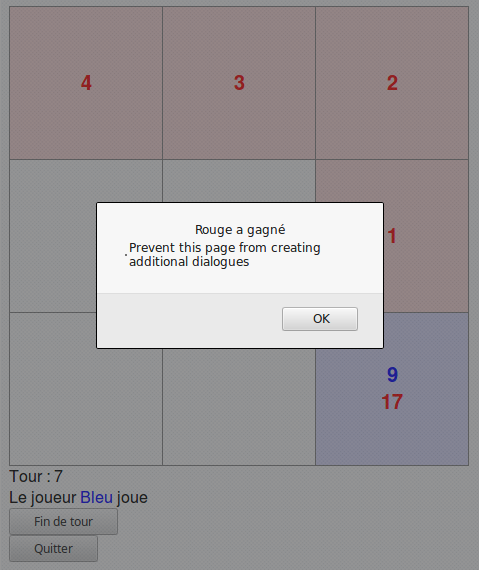 4 3 2
Rouge a gagné
1
Prevent this page from creating
additional dialogues
OK
9
17
Tour : 7
Le joueur Bleu joue
Fin de tour
Quitter